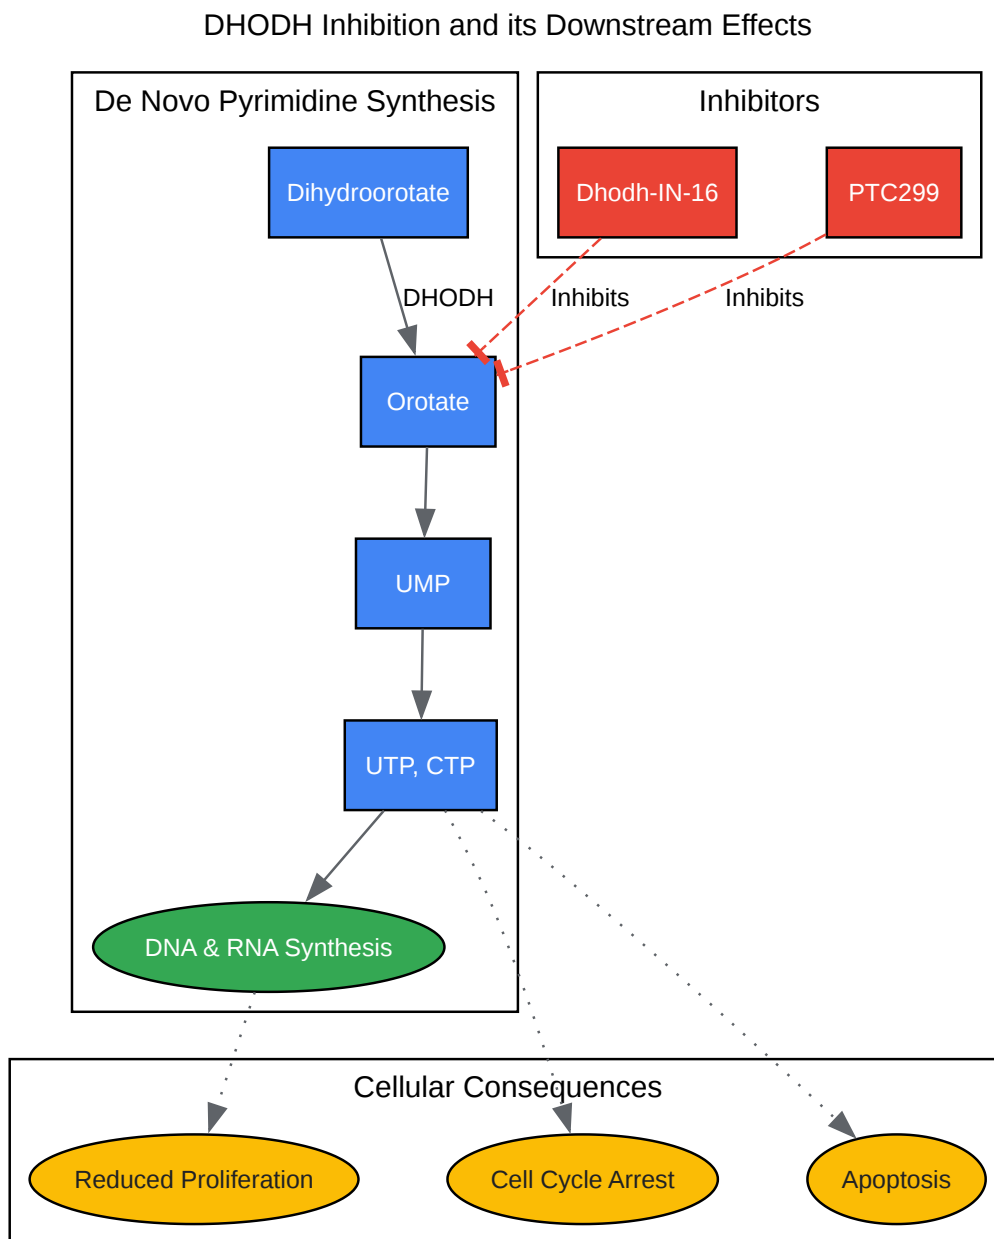 DHODH Inhibition and its Downstream Effects
De Novo Pyrimidine Synthesis
Inhibitors
Dihydroorotate
Dhodh-IN-16
PTC299
DHODH
Inhibits
Inhibits
Orotate
UMP
UTP, CTP
DNA & RNA Synthesis
Cellular Consequences
Reduced Proliferation
Cell Cycle Arrest
Apoptosis